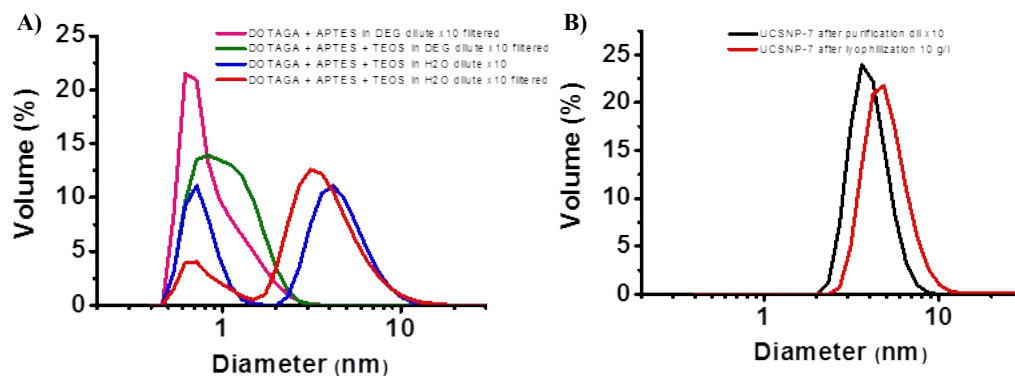 A)
DOTAGA + APTES in DEG dilute x10 filtered
DOTAGA + APTES + TEOS in DEG dilute x10 filtered
DOTAGA + APTES + TEOS in H2O dilute x10
DOTAGA + APTES + TEOS in H2O dilute x10 filtered
Volume (%)
25
20
15
10
5
0
1
10
Diameter (nm)
B)
UCSNP-7 after purification dil x10
UCSNP-7 after lyophilization 10 g/l
Volume (%)
25
20
15
10
5
0
1
10
Diameter (nm)